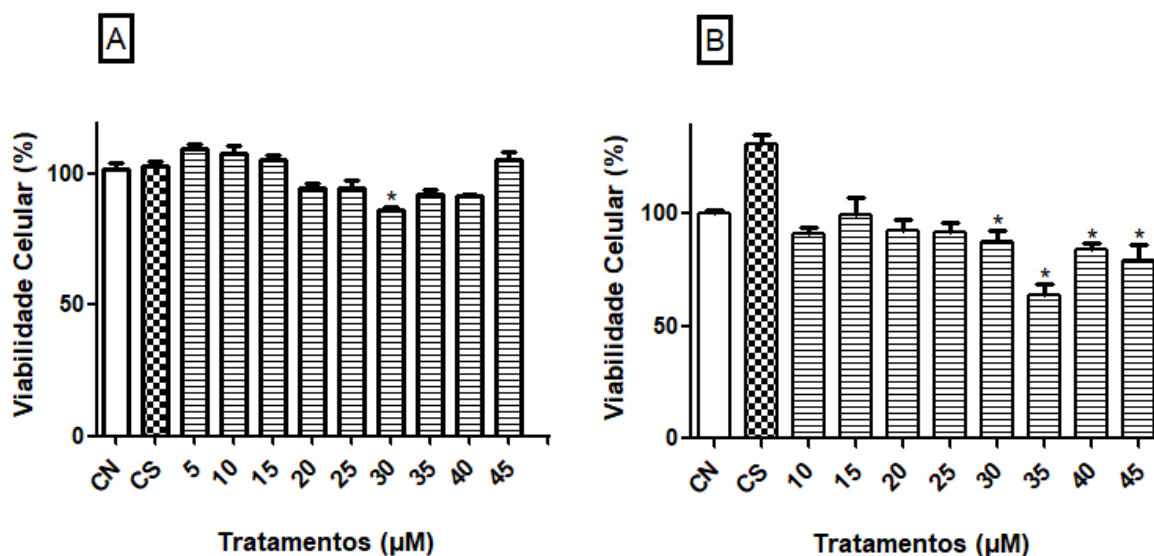 A
Viabilidade Celular (%)
100
50
0
*
CN CS 5 10 15 20 25 30 35 40 45
Tratamentos (µM)
B
Viabilidade Celular (%)
100
50
0
* * * *
CN CS 10 15 20 25 30 35 40 45
Tratamentos (µM)